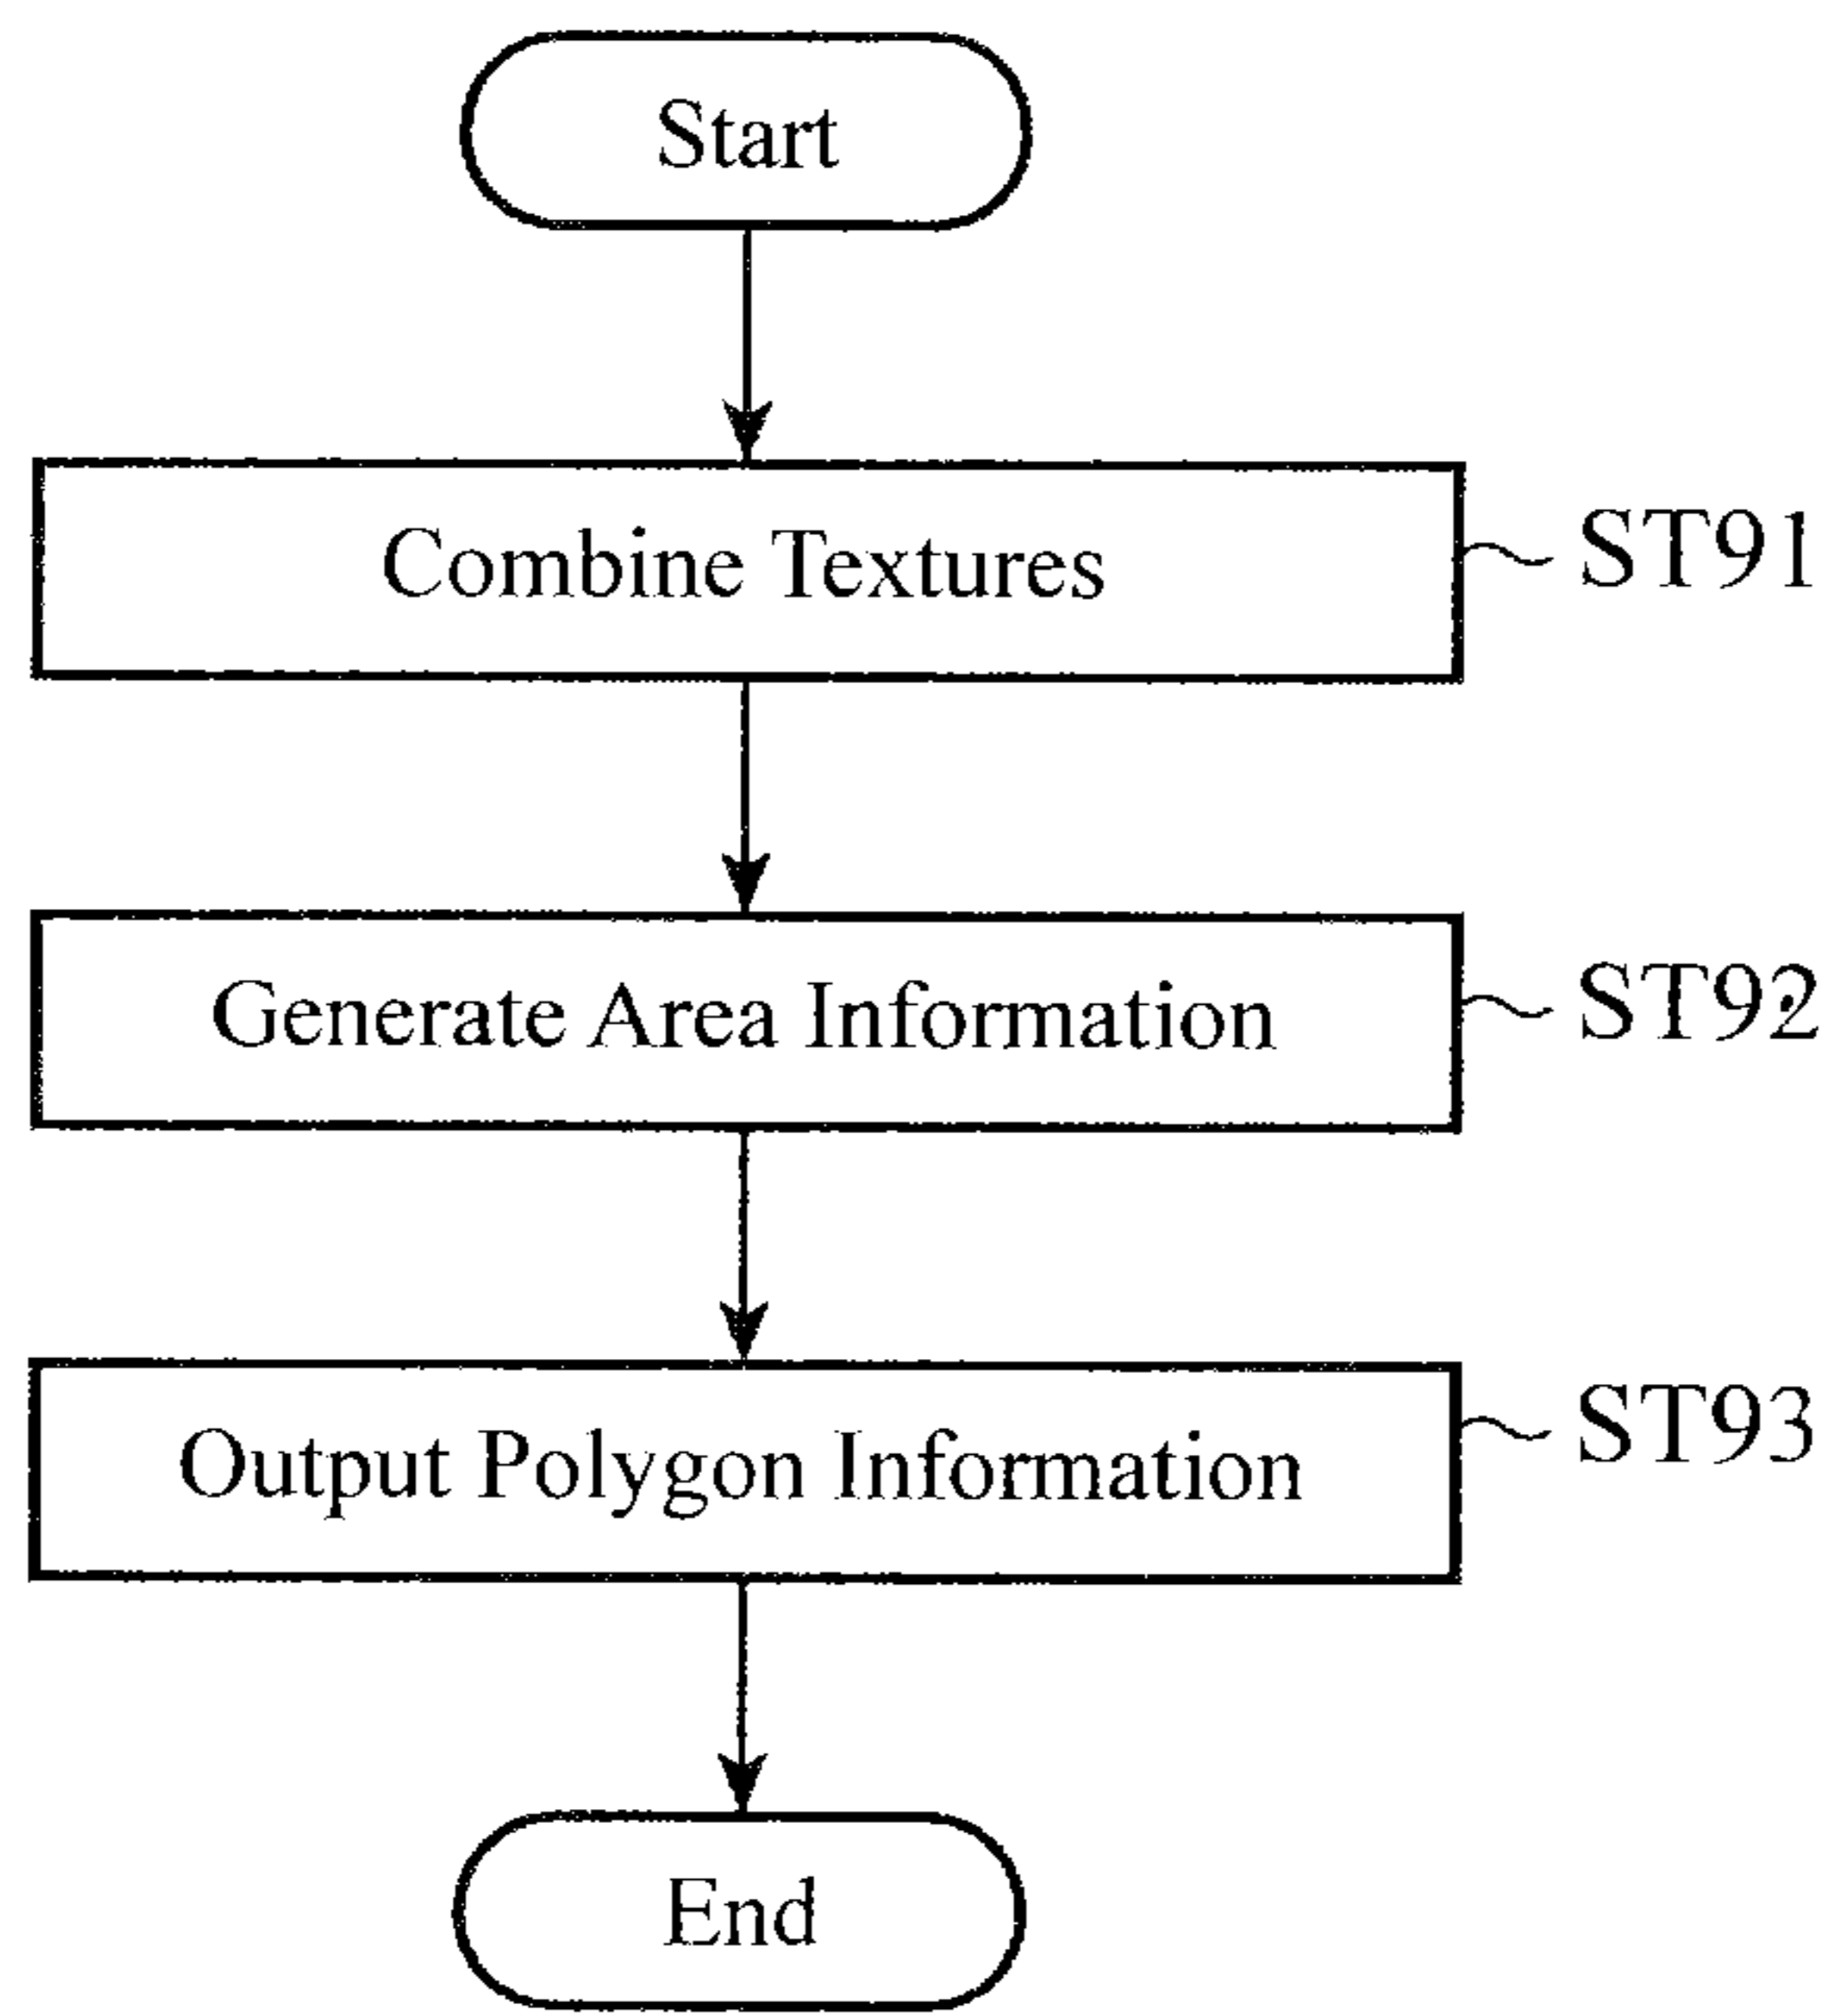 Start
Combine Textures
ST91
Generate Area Information
ST92
Output Polygon Information
ST93
End